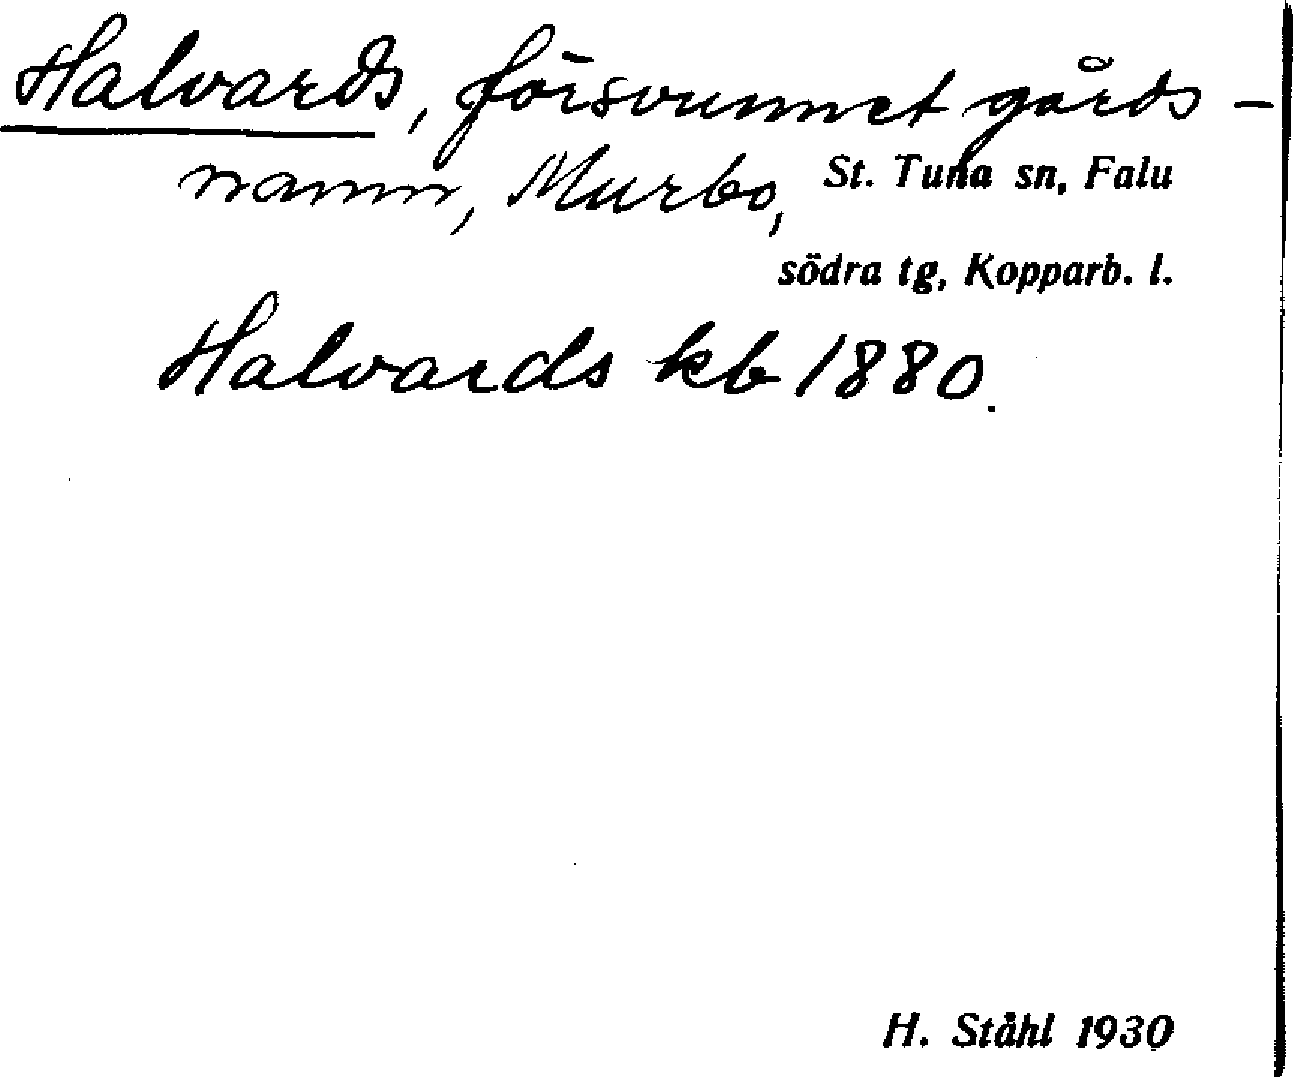 Halvards, försvunnet gårds-
namn, Murbo, St. Tuna sn, Falu
södra tg, Kopparb. l.
Halvards kb 1880.
H. Ståhl 1930